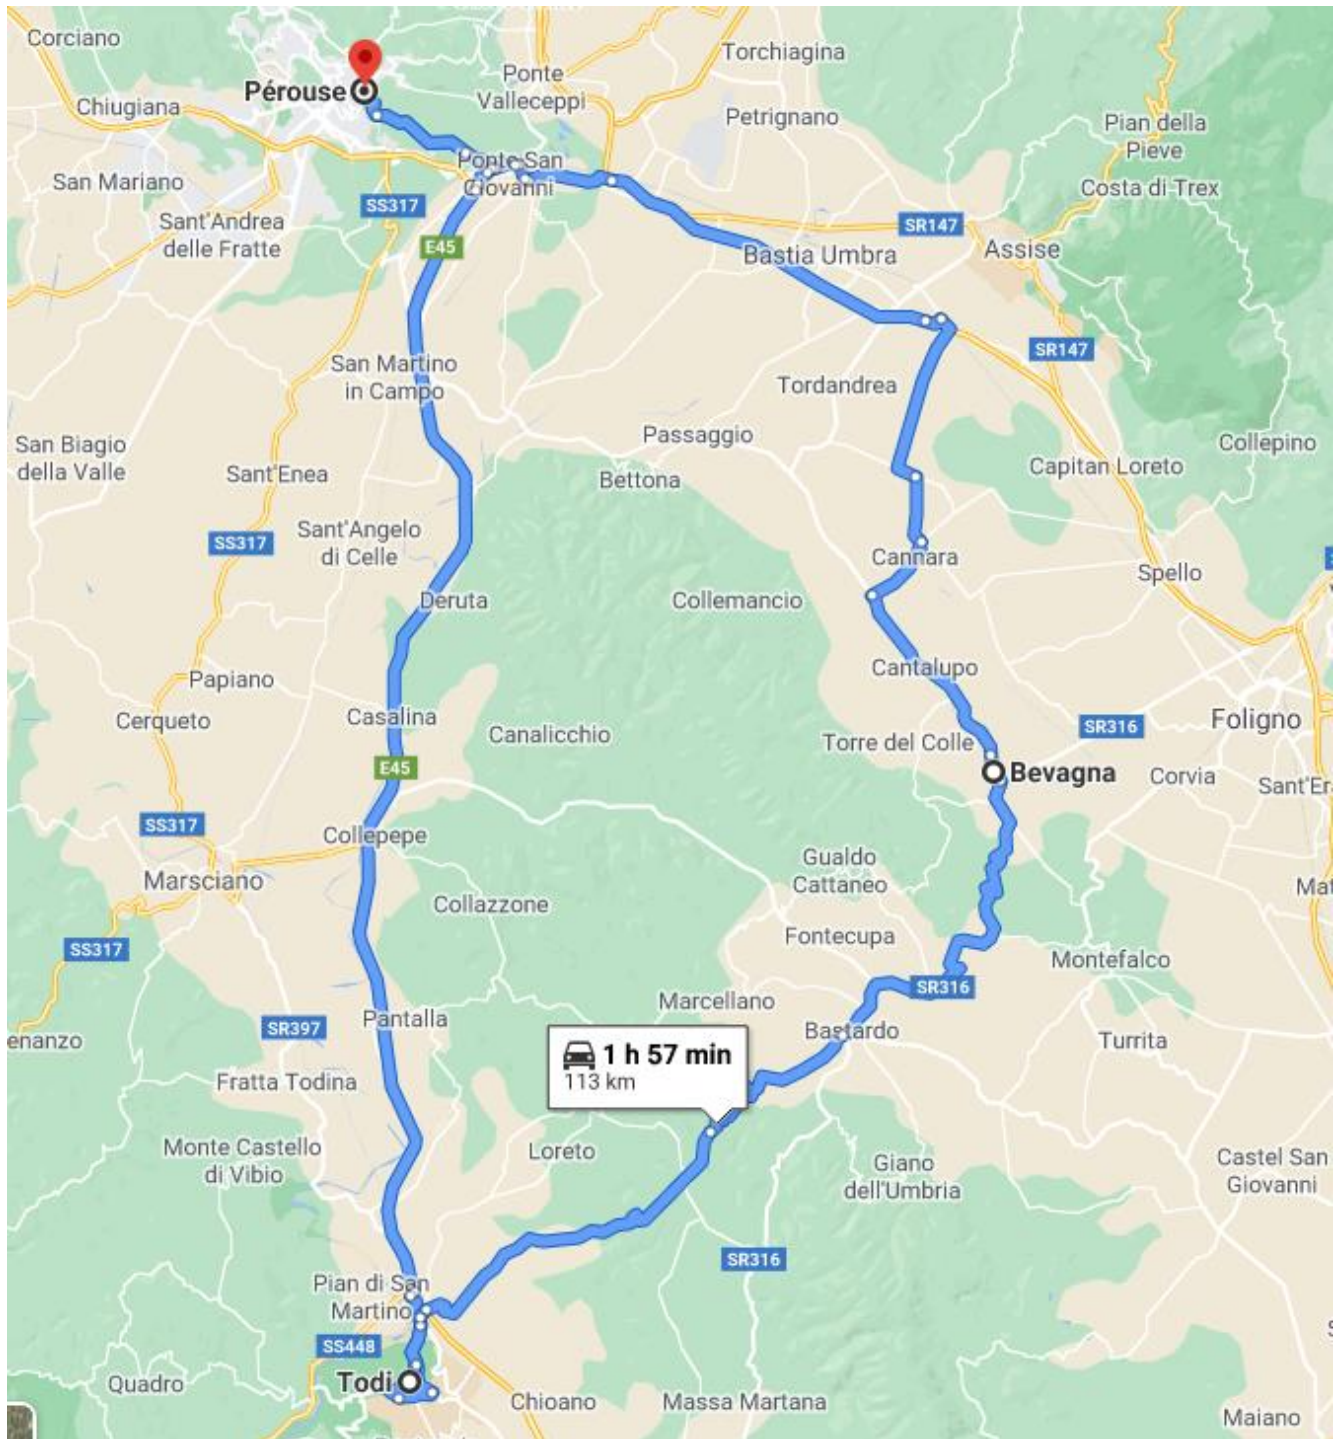 Corciano
Torchiagina
Pérouse
Ponte
Valleceppi
Chiugiana
Petrignano
Pian della
Pieve
Ponte San
Giovanni
San Mariano
Costa di Trex
SS317
Sant'Andrea
delle Fratte
E45
SR147
Assise
Bastia Umbra
SR147
San Martino
in Campo
Tordandrea
Passaggio
San Biagio
della Valle
Collepino
Sant'Enea
Bettona
Capitan Loreto
SS317
Sant'Angelo
di Celle
Cannara
Spello
Deruta
Collemancio
Cantalupo
Papiano
Cerqueto
Casalina
Canalicchio
Torre del Colle
SR316
Foligno
E45
Bevagna
Corvia
Sant'Er
SS317
Collepepe
Gualdo
Cattaneo
Marsciano
Mat
Collazzone
Fontecupa
SS317
Montefalco
SR316
Marcellano
Pantalla
SR397
Bastardo
enanzo
Turrita
1 h 57 min
113 km
Fratta Todina
Monte Castello
di Vibio
Loreto
Giano
dell'Umbria
Castel San
Giovanni
SR316
Pian di San
Martino
SS448
Todi
Quadro
Chioano
Massa Martana
Maiano